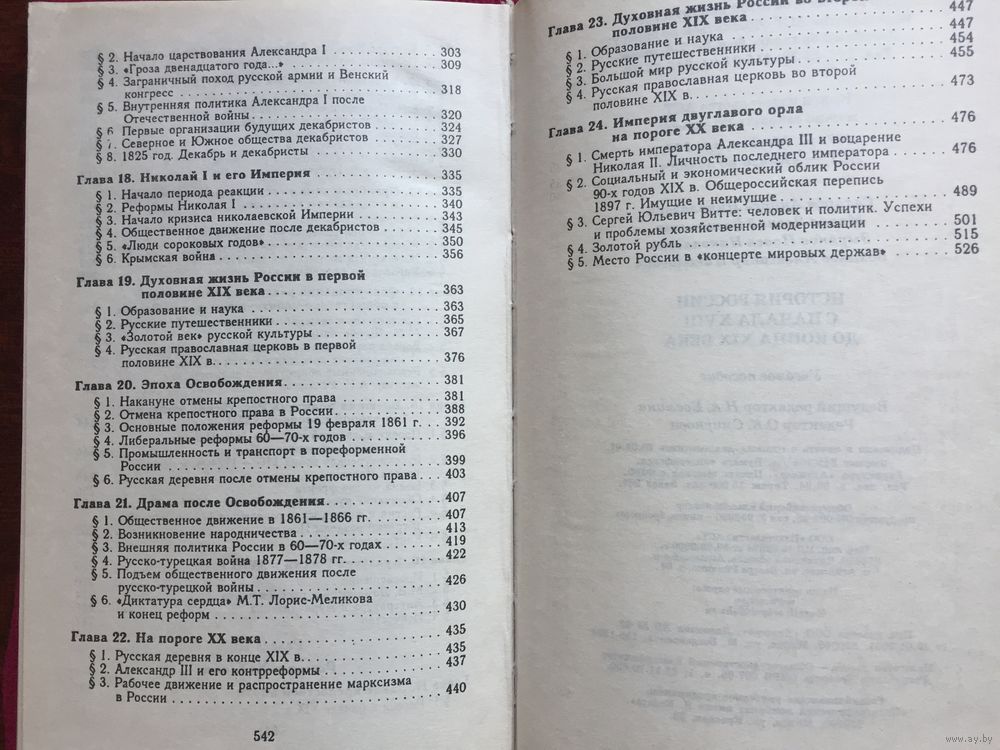 § 2. Начало царствования Александра I . . . . . . . . . . . 303
§ 3. «Гроза двенадцатого года...» . . . . . . . . . . . . . . . 309
§ 4. Заграничный поход русской армии и Венский
конгресс . . . . . . . . . . . . . . . . . . . . . . . . . . 318
§ 5. Внутренняя политика Александра I после
Отечественной войны . . . . . . . . . . . . . . . . . . . 320
§ 6. Первые организации будущих декабристов . . . . . . . 324
§ 7. Северное и Южное общества декабристов . . . . . . . 327
§ 8. 1825 год. Декабрь и декабристы . . . . . . . . . . . . . 330
Глава 18. Николай I и его Империя . . . . . . . . . . . . . 335
§ 1. Начало периода реакции . . . . . . . . . . . . . . . . . 335
§ 2. Реформы Николая I . . . . . . . . . . . . . . . . . . . . 340
§ 3. Начало кризиса николаевской Империи . . . . . . . . 343
§ 4. Общественное движение после декабристов . . . . . . 345
§ 5. «Люди сороковых годов» . . . . . . . . . . . . . . . . . 350
§ 6. Крымская война . . . . . . . . . . . . . . . . . . . . . . 356
Глава 19. Духовная жизнь России в первой
половине XIX века . . . . . . . . . . . . . . . . . . 363
§ 1. Образование и наука . . . . . . . . . . . . . . . . . . . 363
§ 2. Русские путешественники . . . . . . . . . . . . . . . . 365
§ 3. «Золотой век» русской культуры . . . . . . . . . . . . 367
§ 4. Русская православная церковь в первой
половине XIX в. . . . . . . . . . . . . . . . . . . . . . . 376
Глава 20. Эпоха Освобождения . . . . . . . . . . . . . . . . 381
§ 1. Накануне отмены крепостного права . . . . . . . . . . 381
§ 2. Отмена крепостного права в России . . . . . . . . . . . 388
§ 3. Основные положения реформы 19 февраля 1861 г. . . 392
§ 4. Либеральные реформы 60—70-х годов . . . . . . . . . 396
§ 5. Промышленность и транспорт в пореформенной
России . . . . . . . . . . . . . . . . . . . . . . . . . . . 399
§ 6. Русская деревня после отмены крепостного права . . 403
Глава 21. Драма после Освобождения . . . . . . . . . . . . 407
§ 1. Общественное движение в 1861—1866 гг. . . . . . . . 407
§ 2. Возникновение народничества . . . . . . . . . . . . . . 413
§ 3. Внешняя политика России в 60—70-х годах . . . . . . 419
§ 4. Русско-турецкая война 1877—1878 гг. . . . . . . . . . 422
§ 5. Подъем общественного движения после
русско-турецкой войны . . . . . . . . . . . . . . . . . . 426
§ 6. «Диктатура сердца» М.Т. Лорис-Меликова
и конец реформ . . . . . . . . . . . . . . . . . . . . . . 430
Глава 22. На пороге XX века . . . . . . . . . . . . . . . . . 435
§ 1. Русская деревня в конце XIX в. . . . . . . . . . . . . . 435
§ 2. Александр III и его контрреформы . . . . . . . . . . . 437
§ 3. Рабочее движение и распространение марксизма
в России . . . . . . . . . . . . . . . . . . . . . . . . . . 440
542
Глава 23. Духовная жизнь России во второй
половине XIX века . . . . . . . . . . . . . . . . . . 447
§ 1. Образование и наука . . . . . . . . . . . . . . . . . . . 447
§ 2. Русские путешественники . . . . . . . . . . . . . . . . 454
§ 3. Большой мир русской культуры . . . . . . . . . . . . . 455
§ 4. Русская православная церковь во второй
половине XIX в. . . . . . . . . . . . . . . . . . . . . . . 473
Глава 24. Империя двуглавого орла
на пороге XX века . . . . . . . . . . . . . . . . . . 476
§ 1. Смерть императора Александра III и воцарение
Николая II. Личность последнего императора . . . . . 476
§ 2. Социальный и экономический облик России
90-х годов XIX в. Общероссийская перепись
1897 г. Имущие и неимущие . . . . . . . . . . . . . . . 489
§ 3. Сергей Юльевич Витте: человек и политик. Успехи
и проблемы хозяйственной модернизации . . . . . . . 501
§ 4. Золотой рубль . . . . . . . . . . . . . . . . . . . . . . . 515
§ 5. Место России в «концерте мировых держав» . . . . . . 526
www.ay.by